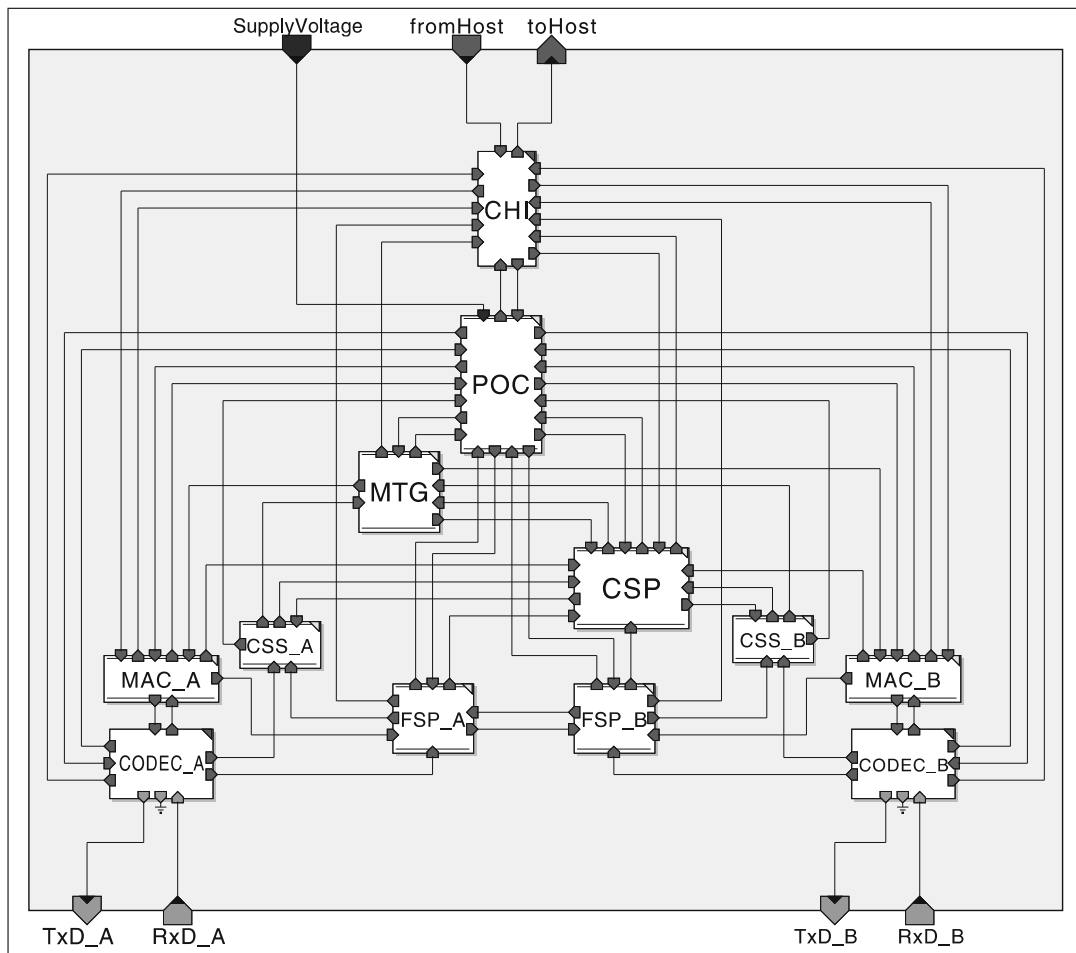 SupplyVoltage fromHost toHost
CHI
POC
MTG
CSP
CSS_A CSS_B
MAC_A MAC_B
FSP_A FSP_B
CODEC_A CODEC_B
TxD_A RxD_A TxD_B RxD_B